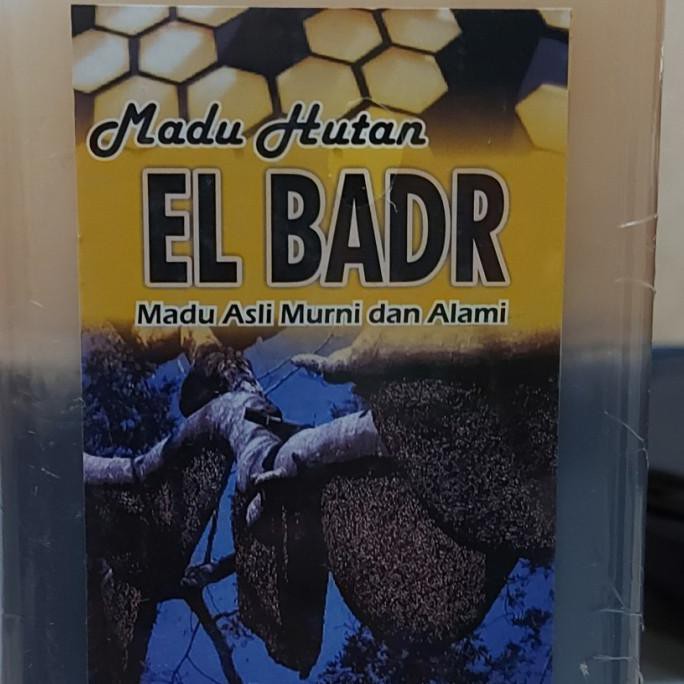 Madu Hutan
EL BADR
Madu Asli Murni dan Alami